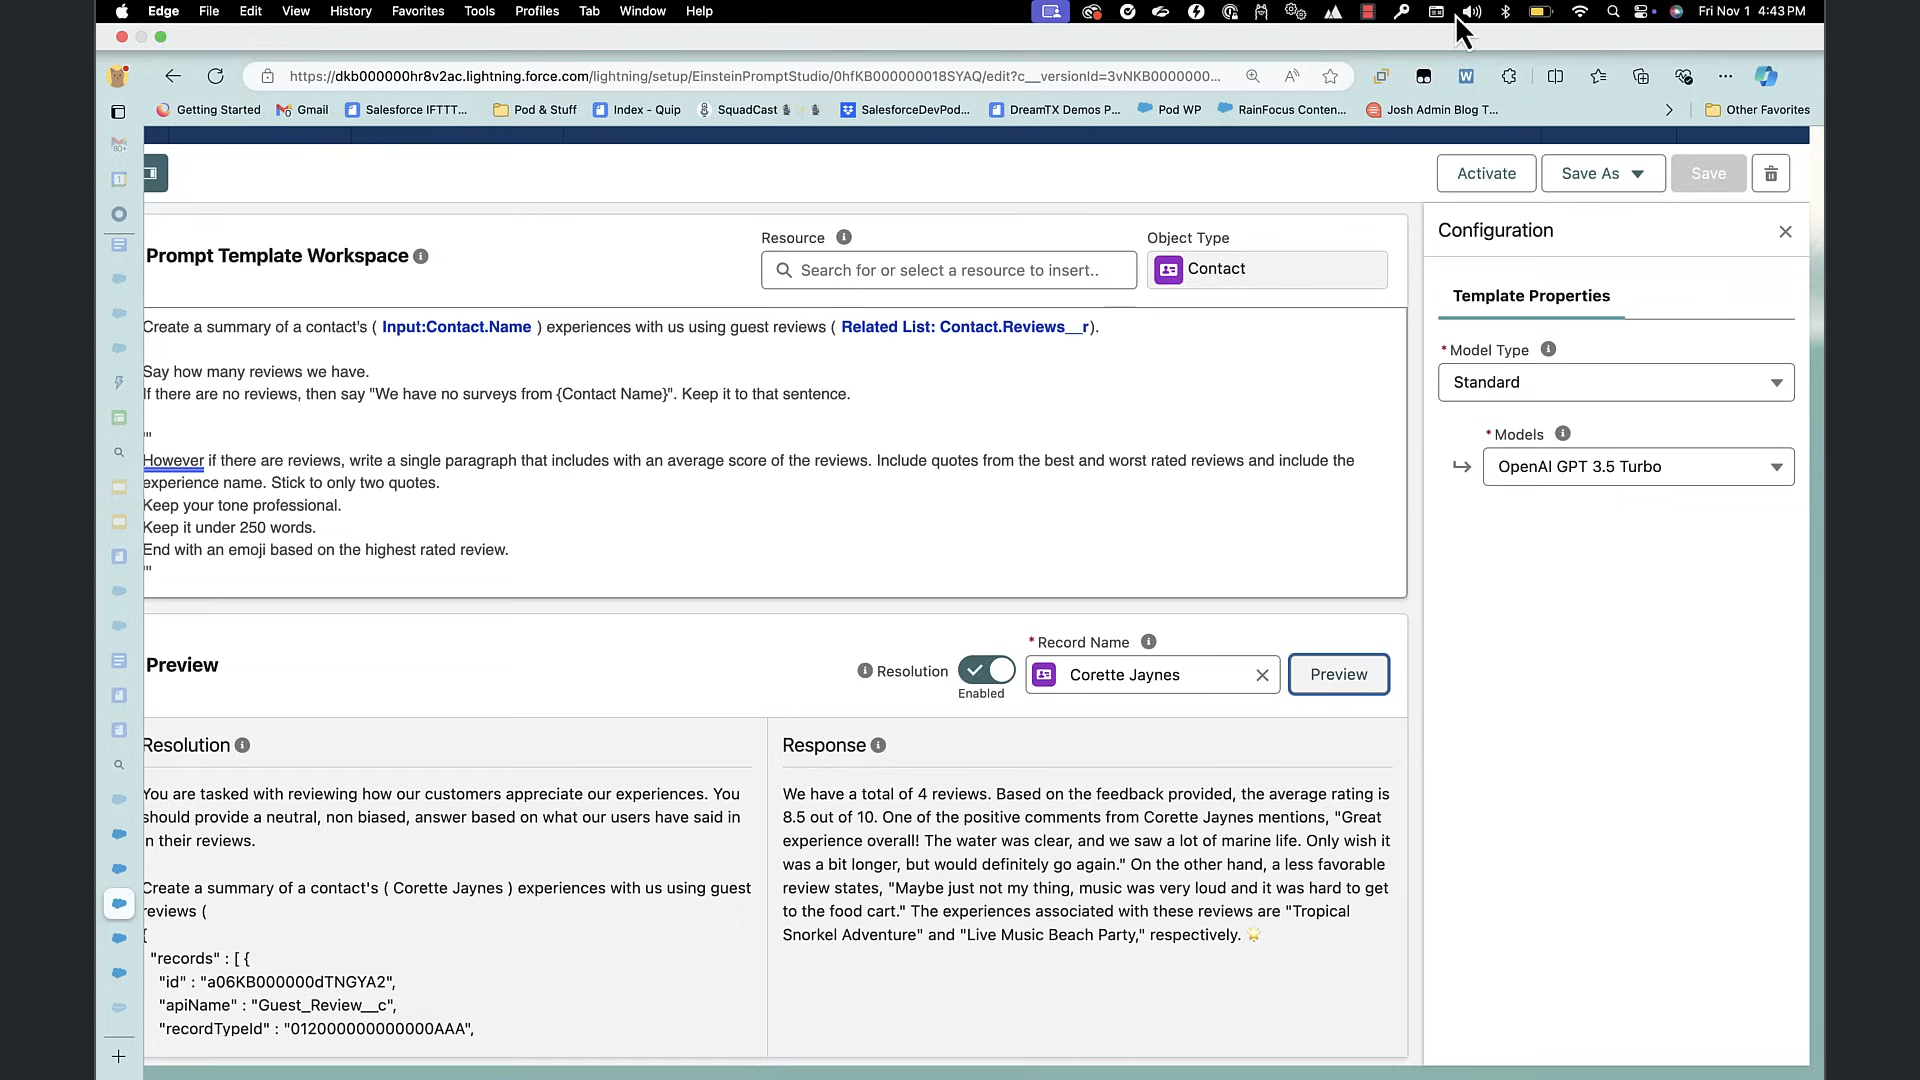 Edge File Edit View History Favorites Tools Profiles Tab Window Help Fri Nov 1 4:43 PM
https://dkb000000hr8v2ac.lightning.force.com/lightning/setup/EinsteinPromptStudio/0hfKB000000018SYAQ/edit?c__versionId=3vNKB0000000...
Getting Started Gmail Salesforce IFTTT... Pod & Stuff Index - Quip SquadCast SalesforceDevPod... DreamTX Demos P... Pod WP RainFocus Conten... Josh Admin Blog T... Other Favorites
Activate Save As Save
Configuration
Prompt Template Workspace
Resource
Search for or select a resource to insert..
Object Type
Contact
Template Properties
* Model Type
Standard
* Models
OpenAI GPT 3.5 Turbo
Create a summary of a contact's ( Input:Contact.Name ) experiences with us using guest reviews ( Related List: Contact.Reviews__r).
Say how many reviews we have.
If there are no reviews, then say "We have no surveys from {Contact Name}". Keep it to that sentence.
'"
However if there are reviews, write a single paragraph that includes with an average score of the reviews. Include quotes from the best and worst rated reviews and include the
experience name. Stick to only two quotes.
Keep your tone professional.
Keep it under 250 words.
End with an emoji based on the highest rated review.
'"
Preview
Resolution
Enabled
* Record Name
Corette Jaynes
Preview
Resolution
You are tasked with reviewing how our customers appreciate our experiences. You
should provide a neutral, non biased, answer based on what our users have said in
in their reviews.
Create a summary of a contact's ( Corette Jaynes ) experiences with us using guest
reviews (
{
"records" : [ {
"id" : "a06KB000000dTNGYA2",
"apiName" : "Guest_Review__c",
"recordTypeId" : "012000000000000AAA",
Response
We have a total of 4 reviews. Based on the feedback provided, the average rating is
8.5 out of 10. One of the positive comments from Corette Jaynes mentions, "Great
experience overall! The water was clear, and we saw a lot of marine life. Only wish it
was a bit longer, but would definitely go again." On the other hand, a less favorable
review states, "Maybe just not my thing, music was very loud and it was hard to get
to the food cart." The experiences associated with these reviews are "Tropical
Snorkel Adventure" and "Live Music Beach Party," respectively. 🌟